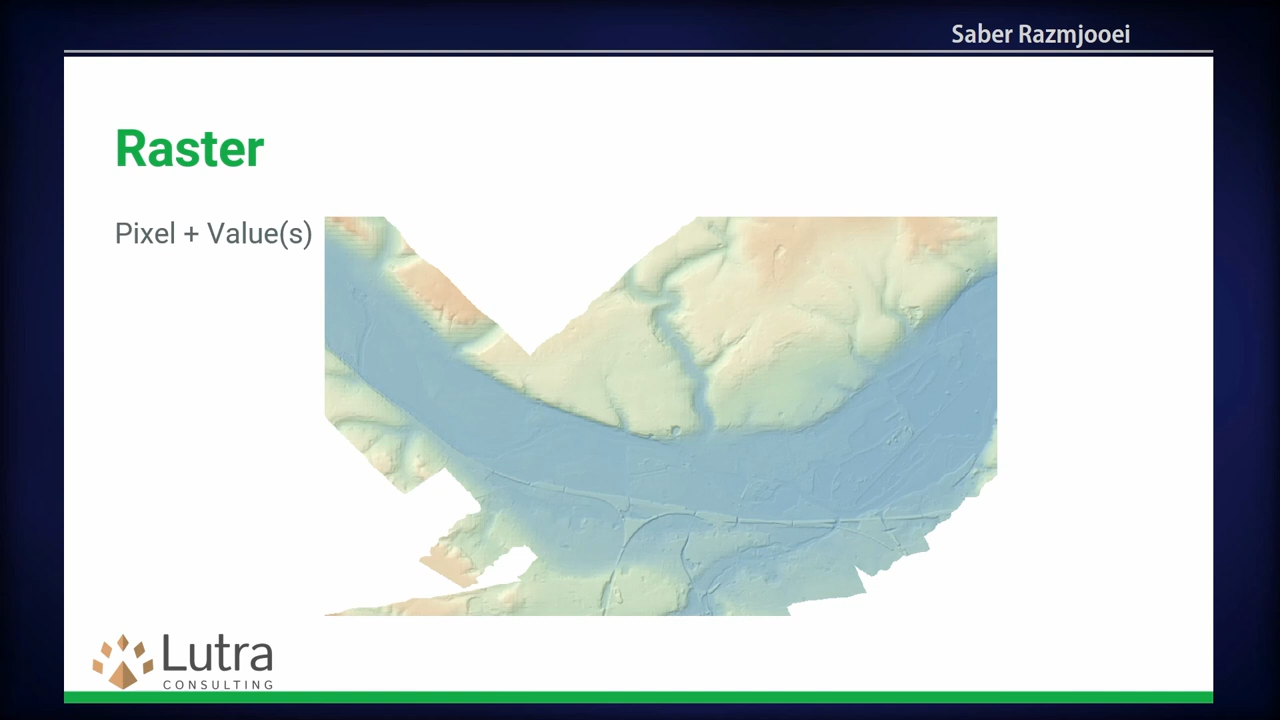 Saber Razmjooei
Raster
Pixel + Value(s)
Lutra
CONSULTING